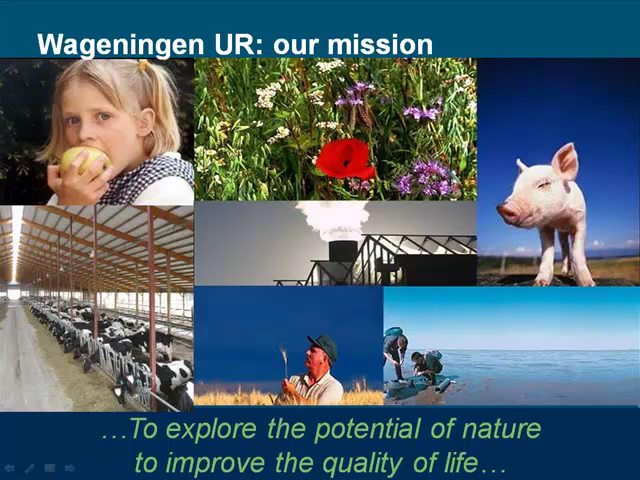 Wageningen UR: our mission
…To explore the potential of nature
to improve the quality of life…